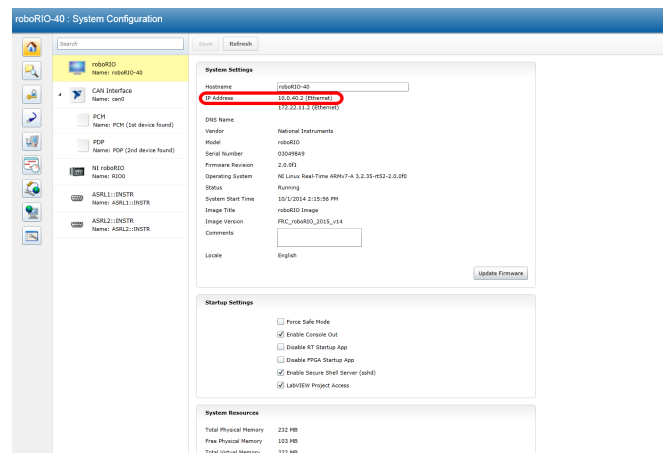 roboRIO-40 : System Configuration
Search
Save Refresh
roboRIO
Name: roboRIO-40
CAN Interface
Name: can0
PCM
Name: PCM (1st device found)
PDP
Name: PDP (2nd device found)
NI roboRIO
Name: RIO0
ASRL1::INSTR
Name: ASRL1::INSTR
ASRL2::INSTR
Name: ASRL2::INSTR
System Settings
Hostname roboRIO-40
IP Address 10.0.40.2 (Ethernet)
172.22.11.2 (Ethernet)
DNS Name
Vendor National Instruments
Model roboRIO
Serial Number 030498A9
Firmware Revision 2.0.0f1
Operating System NI Linux Real-Time ARMv7-A 3.2.35-rt52-2.0.0f0
Status Running
System Start Time 10/1/2014 2:15:56 PM
Image Title roboRIO Image
Image Version FRC_roboRIO_2015_v14
Comments
Locale English
Update Firmware
Startup Settings
Force Safe Mode
Enable Console Out
Disable RT Startup App
Disable FPGA Startup App
Enable Secure Shell Server (sshd)
LabVIEW Project Access
System Resources
Total Physical Memory 232 MB
Free Physical Memory 103 MB
Total Virtual Memory 232 MB